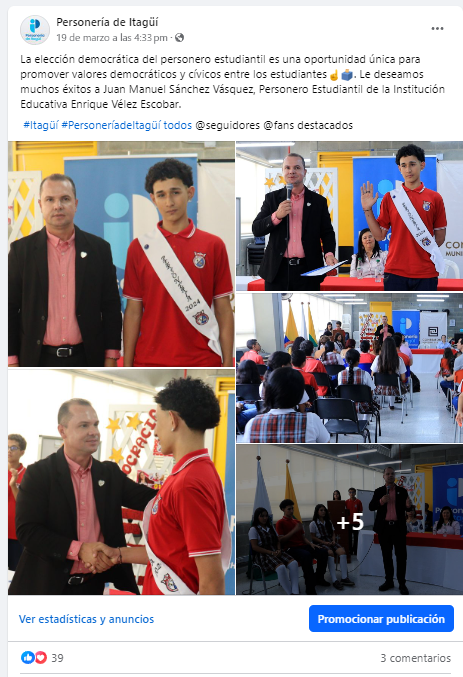 Personería de Itagüí
19 de marzo a las 4:33 pm ·
La elección democrática del personero estudiantil es una oportunidad única para
promover valores democráticos y cívicos entre los estudiantes☝️🗳️. Le deseamos
muchos éxitos a Juan Manuel Sánchez Vásquez, Personero Estudiantil de la Institución
Educativa Enrique Vélez Escobar.
#Itagüí #PersoneríadeItagüí todos @seguidores @fans destacados
+5
Ver estadísticas y anuncios
Promocionar publicación
39
3 comentarios